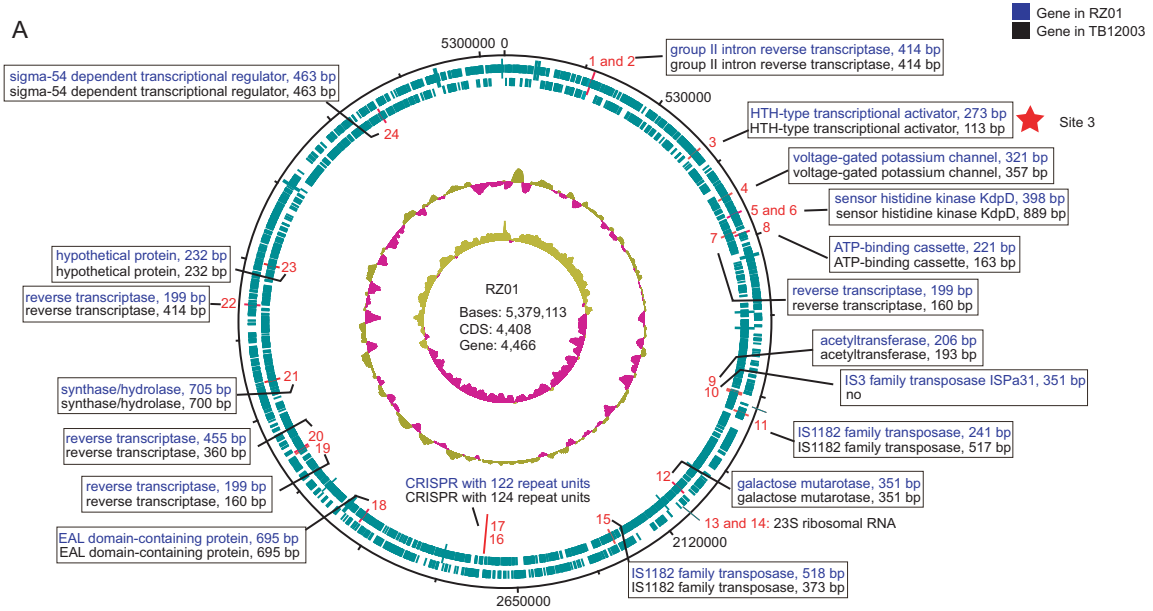 A
Gene in RZ01
Gene in TB12003
5300000 0
1 and 2
group II intron reverse transcriptase, 414 bp
group II intron reverse transcriptase, 414 bp
530000
sigma-54 dependent transcriptional regulator, 463 bp
sigma-54 dependent transcriptional regulator, 463 bp
24
HTH-type transcriptional activator, 273 bp
HTH-type transcriptional activator, 113 bp
Site 3
3
voltage-gated potassium channel, 321 bp
voltage-gated potassium channel, 357 bp
4
sensor histidine kinase KdpD, 398 bp
sensor histidine kinase KdpD, 889 bp
5 and 6
7
8
ATP-binding cassette, 221 bp
ATP-binding cassette, 163 bp
hypothetical protein, 232 bp
hypothetical protein, 232 bp
23
reverse transcriptase, 199 bp
reverse transcriptase, 414 bp
22
RZ01
Bases: 5,379,113
CDS: 4,408
Gene: 4,466
reverse transcriptase, 199 bp
reverse transcriptase, 160 bp
acetyltransferase, 206 bp
acetyltransferase, 193 bp
9
10
IS3 family transposase ISPa31, 351 bp
no
synthase/hydrolase, 705 bp
synthase/hydrolase, 700 bp
21
11
IS1182 family transposase, 241 bp
IS1182 family transposase, 517 bp
reverse transcriptase, 455 bp
reverse transcriptase, 360 bp
20
19
reverse transcriptase, 199 bp
reverse transcriptase, 160 bp
CRISPR with 122 repeat units
CRISPR with 124 repeat units
12
galactose mutarotase, 351 bp
galactose mutarotase, 351 bp
18
17
16
15
13 and 14: 23S ribosomal RNA
2120000
EAL domain-containing protein, 695 bp
EAL domain-containing protein, 695 bp
IS1182 family transposase, 518 bp
IS1182 family transposase, 373 bp
2650000